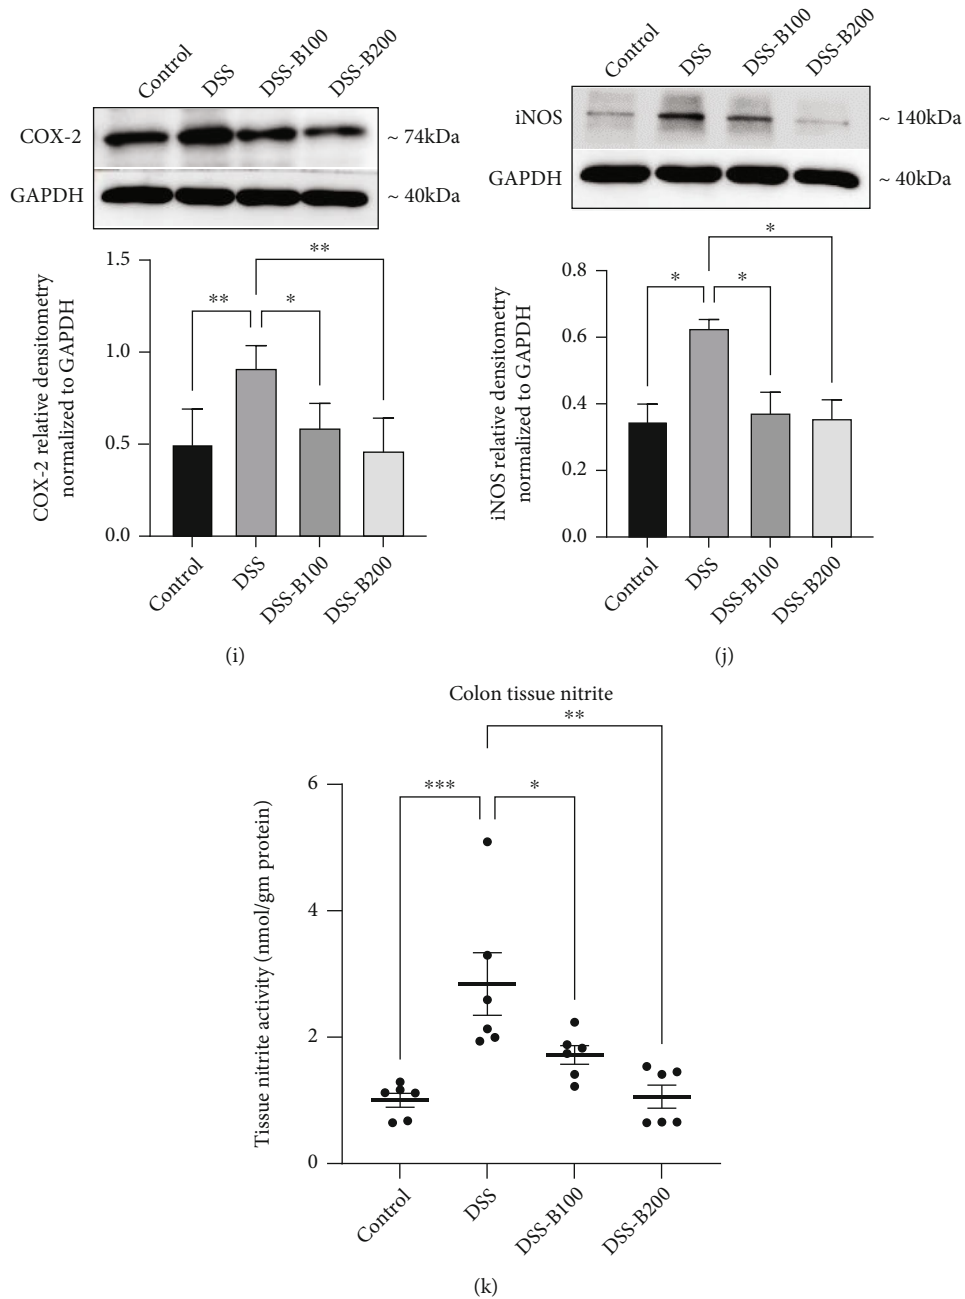 Control
DSS
DSS-B100
DSS-B200
COX-2
~ 74kDa
GAPDH
~ 40kDa
1.5
1.0
0.5
0.0
COX-2 relative densitometry
normalized to GAPDH
**
*
**
Control
DSS
DSS-B100
DSS-B200
(i)
Control
DSS
DSS-B100
DSS-B200
iNOS
~ 140kDa
GAPDH
~ 40kDa
0.8
0.6
0.4
0.2
0.0
iNOS relative densitometry
normalized to GAPDH
*
*
*
Control
DSS
DSS-B100
DSS-B200
(j)
Colon tissue nitrite
**
***
*
6
4
2
0
Tissue nitrite activity (nmol/gm protein)
Control
DSS
DSS-B100
DSS-B200
(k)